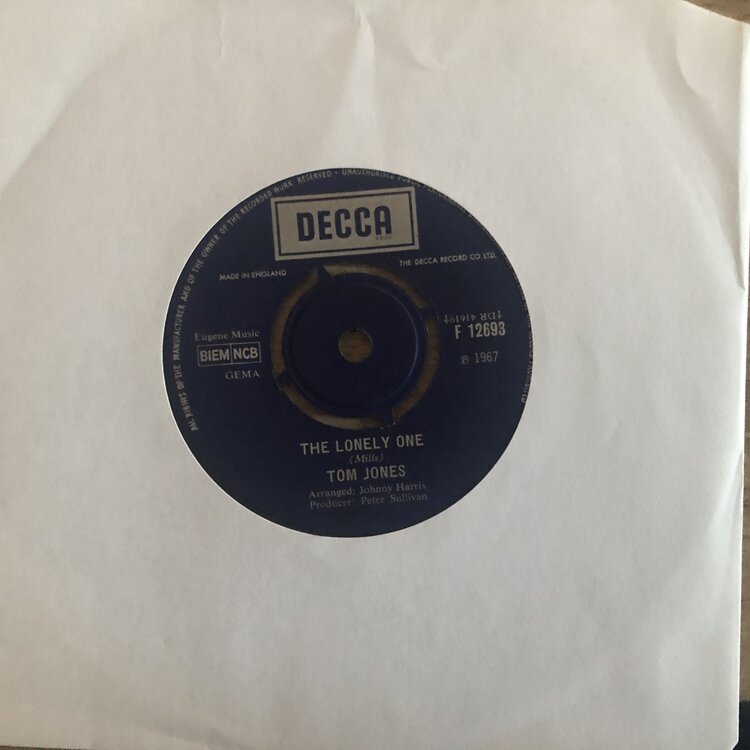 ALL RIGHTS OF THE MANUFACTURER AND OF THE OWNER OF THE RECORDED WORK RESERVED • UNAUTHORISED
DECCA
MADE IN ENGLAND
THE DECCA RECORD CO. LTD.
Eugene Music
BIEM NCB
GEMA
F 12693
℗ 1967
THE LONELY ONE
(Mills)
TOM JONES
Arranged: Johnny Harris
Producer: Peter Sullivan